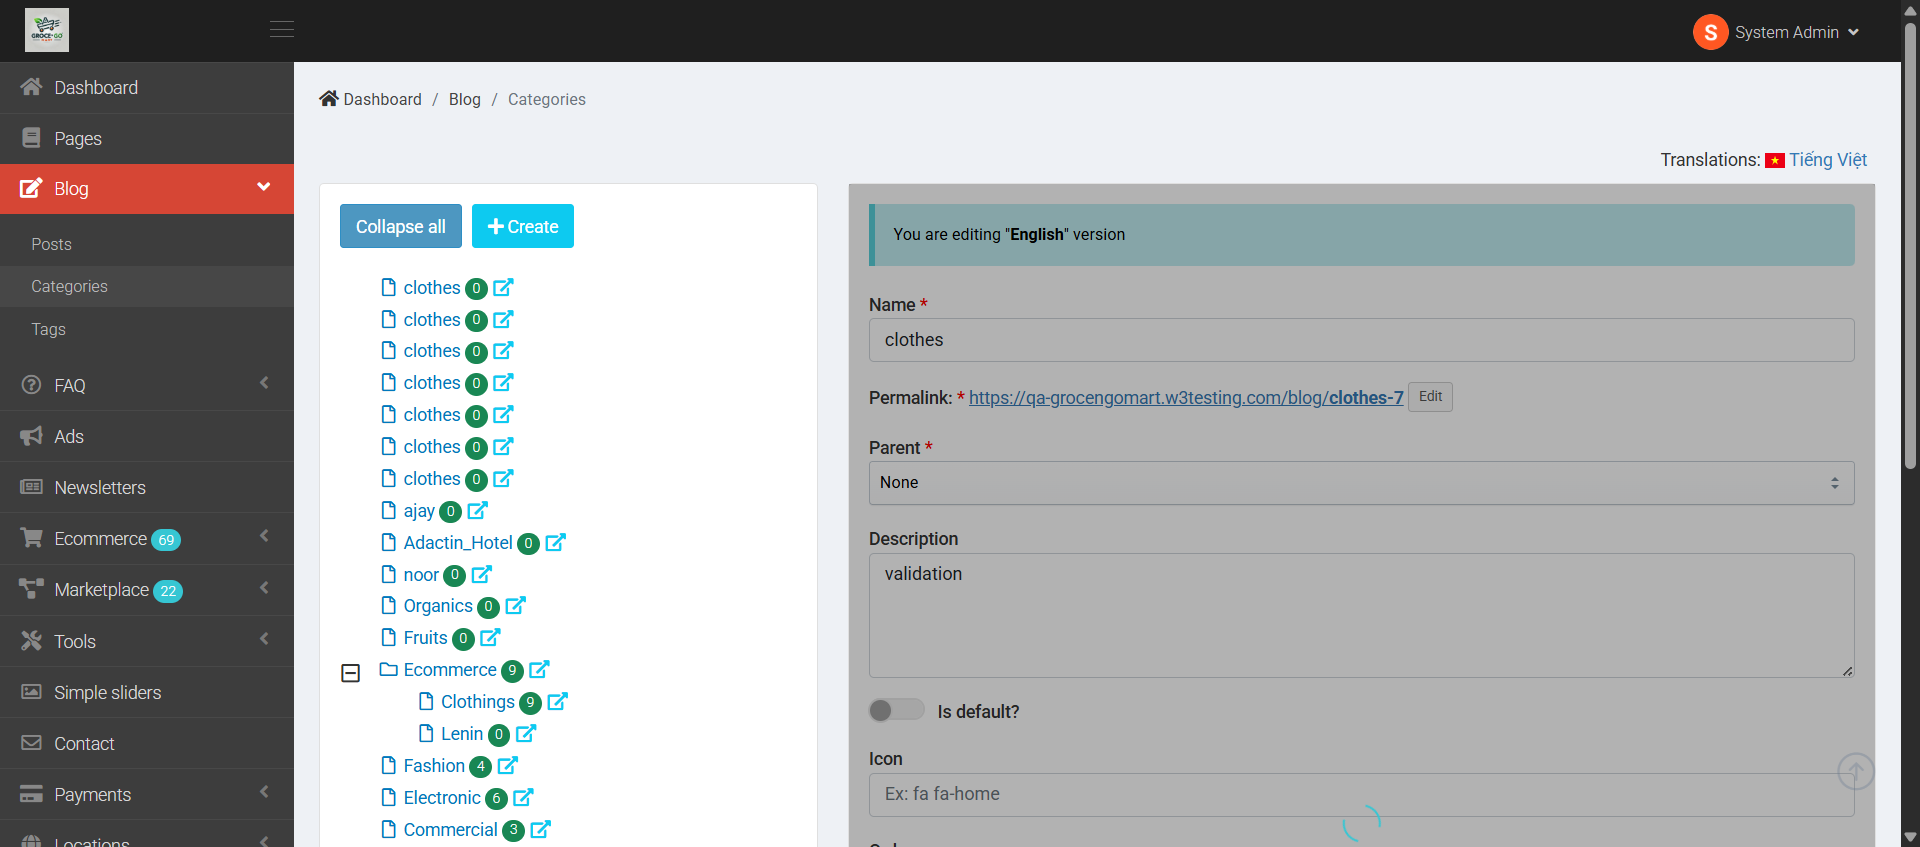 GROCE-GO
S System Admin
Dashboard
Pages
Blog
Posts
Categories
Tags
FAQ
Ads
Newsletters
Ecommerce 69
Marketplace 22
Tools
Simple sliders
Contact
Payments
Locations
Dashboard / Blog / Categories
Translations: Tiếng Việt
Collapse all
Create
clothes 0
clothes 0
clothes 0
clothes 0
clothes 0
clothes 0
clothes 0
ajay 0
Adactin_Hotel 0
noor 0
Organics 0
Fruits 0
Ecommerce 9
Clothings 9
Lenin 0
Fashion 4
Electronic 6
Commercial 3
You are editing "English" version
Name *
clothes
Permalink: * https://qa-grocengomart.w3testing.com/blog/clothes-7 Edit
Parent *
None
Description
validation
Is default?
Icon
Ex: fa fa-home